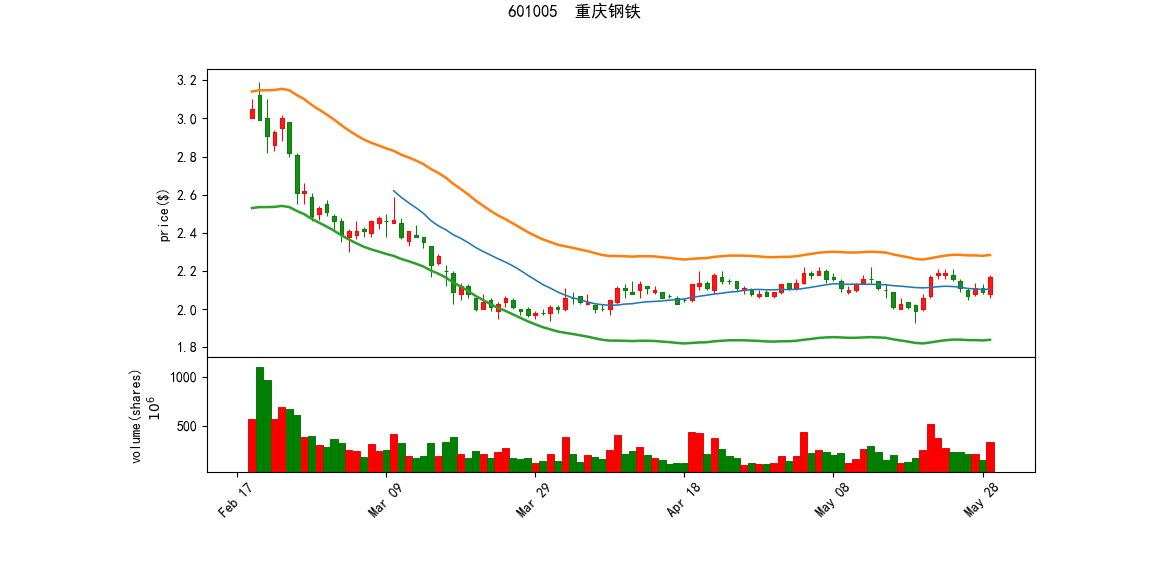 601005 重庆钢铁
price($)
3.2
3.0
2.8
2.6
2.4
2.2
2.0
1.8
volume(shares)
10^6
1000
500
Feb 17
Mar 09
Mar 29
Apr 18
May 08
May 28